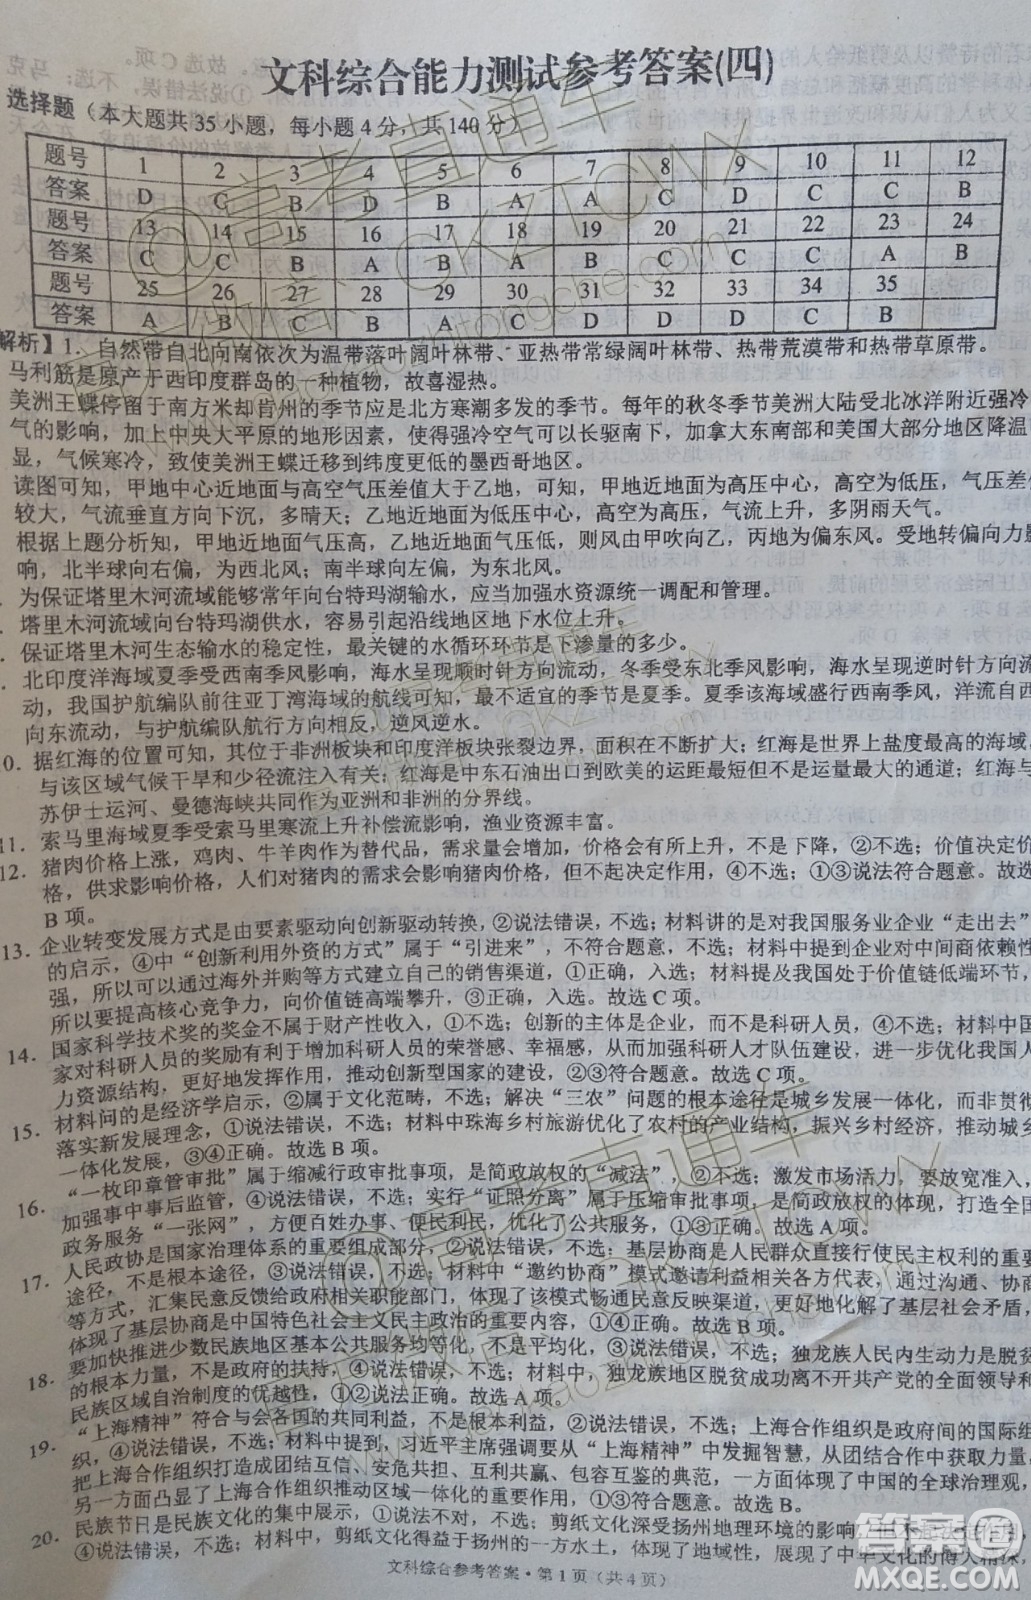 文科综合能力测试参考答案(四)
选择题（本大题共35小题，每小题4分，共140分）
题号 1 2 3 4 5 6 7 8 9 10 11 12
答案 D C B D B A A C D C C B
题号 13 14 15 16 17 18 19 20 21 22 23 24
答案 C C B A B A B C D C A B
题号 25 26 27 28 29 30 31 32 33 34 35
答案 A B C B A C B D D C B
解析】1．自然带自北向南依次为温带落叶阔叶林带、亚热带常绿阔叶林带、热带荒漠带和热带草原带。
马利筋是原产于西印度群岛的一种植物，故喜湿热。
美洲王蝶停留于南方米却肯州的季节应是北方寒潮多发的季节。每年的秋冬季节美洲大陆受北冰洋附近强冷
气的影响，加上中央大平原的地形因素，使得强冷空气可以长驱南下，加拿大东南部和美国大部分地区降温
显，气候寒冷，致使美洲王蝶迁移到纬度更低的墨西哥地区。
读图可知，甲地中心近地面与高空气压差值大于乙地，可知，甲地近地面为高压中心，高空为低压，气压差
较大，气流垂直方向下沉，多晴天；乙地近地面为低压中心，高空为高压，气流上升，多阴雨天气。
根据上题分析知，甲地近地面气压高，乙地近地面气压低，则风由甲吹向乙，丙地为偏东风。受地转偏向力影
响，北半球向右偏，为西北风；南半球向左偏，为东北风。
．为保证塔里木河流域能够常年向台特玛湖输水，应当加强水资源统一调配和管理。
．塔里木河流域向台特玛湖供水，容易引起沿线地区地下水位上升。
．保证塔里木河生态输水的稳定性，最关键的水循环环节是下渗量的多少。
．北印度洋海域夏季受西南季风影响，海水呈现顺时针方向流动，冬季受东北季风影响，海水呈现逆时针方向流
动，我国护航编队前往亚丁湾海域的航线可知，最不适宜的季节是夏季。夏季该海域盛行西南季风，洋流自西
向东流动，与护航编队航行方向相反，逆风逆水。
0．据红海的位置可知，其位于非洲板块和印度洋板块张裂边界，面积在不断扩大；红海是世界上盐度最高的海域，
与该区域气候干旱和少径流注入有关；红海是中东石油出口到欧美的运距最短但不是运量最大的通道；红海与
苏伊士运河、曼德海峡共同作为亚洲和非洲的分界线。
11．索马里海域夏季受索马里寒流上升补偿流影响，渔业资源丰富。
12．猪肉价格上涨，鸡肉、牛羊肉作为替代品，需求量会增大，价格会有所上升，不是下降，②不选；价值决定价
格，供求影响价格，人们对猪肉的需求会影响猪肉价格，但不起决定作用，④不选；①③符合题意。故选
B 项。
13．企业转变发展方式是由要素驱动向创新驱动转换，②说法错误，不选；材料讲的是对我国服务业企业“走出去”
的启示，④中“创新利用外资的方式”属于“引进来”，不符合题意，不选；材料中提到企业对中间商依赖性
强，所以可以通过海外并购等方式建立自己的销售渠道，①正确，入选；材料提及我国处于价值链低端环节，
所以要提高核心竞争力，向价值链高端攀升，③正确，入选。故选 C 项。
14．国家科学技术奖的奖金不属于财产性收入，①不选；创新的主体是企业，而不是科研人员，④不选；材料中
家对科研人员的奖励有利于增加科研人员的荣誉感、幸福感，从而加强科研人才队伍建设，进一步优化我国人
力资源结构，更好地发挥作用，推动创新型国家的建设，②③符合题意。故选 C 项。
15．材料问的是经济学启示，②属于文化范畴，不选；解决“三农”问题的根本途径是城乡发展一体化，而非贯彻
落实新发展理念，①说法错误，不选；材料中珠海乡村旅游优化了农村的产业结构，振兴乡村经济，推动城乡
一体化发展，③④正确。故选 B 项。
16．“一枚印章管审批”属于缩减行政审批事项，是简政放权的“减法”，②不选；激发市场活力，要放宽准入，
加强事中事后监管，④说法错误，不选；实行“证照分离”属于压缩审批事项，是简政放权的体现，打造全
政务服务“一张网”，方便百姓办事、便民利民，优化了公共服务，①③正确。故选 A 项。
17．人民政协是国家治理体系的重要组成部分，②说法错误，不选；基层协商是人民群众直接行使民主权利的重
途径，不是根本途径，③说法错误，不选；材料中“邀约协商”模式邀请利益相关各方代表，通过沟通、协商
等方式，汇集民意反馈给政府相关职能部门，体现了该模式畅通民意反映渠道，更好地化解了基层社会矛盾，
体现了基层协商是中国特色社会主义民主政治的重要内容，①④正确。故选 B 项。
18．要加快推进少数民族地区基本公共服务均等化，不是平均化，③说法错误，不选；独龙族人民内生动力是脱贫
的根本力量，不是政府的扶持，④说法错误，不选；材料中，独龙族地区脱贫成功离不开共产党的全面领导和
民族区域自治制度的优越性，①②说法正确。故选 A 项。
19．“上海精神”符合与会各国的共同利益，不是根本利益，②说法错误，不选；上海合作组织是政府间的国际组
织，④说法错误，不选；材料中提到，习近平主席强调要从“上海精神”中发掘智慧，从团结合作中获取力量，
把上海合作组织打造成团结互信、安危共担、互利共赢、包容互鉴的典范，一方面体现了中国的全球治理观，
另一方面凸显了上海合作组织推动区域一体化的重要作用，①③符合题意。故选 B 项。
20．民族节日是民族文化的集中展示，①说法不对，不选；剪纸文化深受扬州地理环境的影响，但不起决定作用，
④说法错误，不选；材料中，剪纸文化得益于扬州的一方水土，体现了地域性，展现了中华文化的博大精深，
文科综合参考答案·第1页（共4页）
@高考直通车
答案圈
MXQE.COM